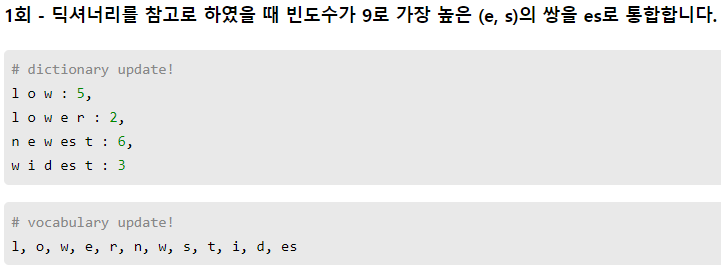 1회 - 딕셔너리를 참고로 하였을 때 빈도수가 9로 가장 높은 (e, s)의 쌍을 es로 통합합니다.
# dictionary update!
l o w : 5,
l o w e r : 2,
n e w es t : 6,
w i d es t : 3
# vocabulary update!
l, o, w, e, r, n, w, s, t, i, d, es